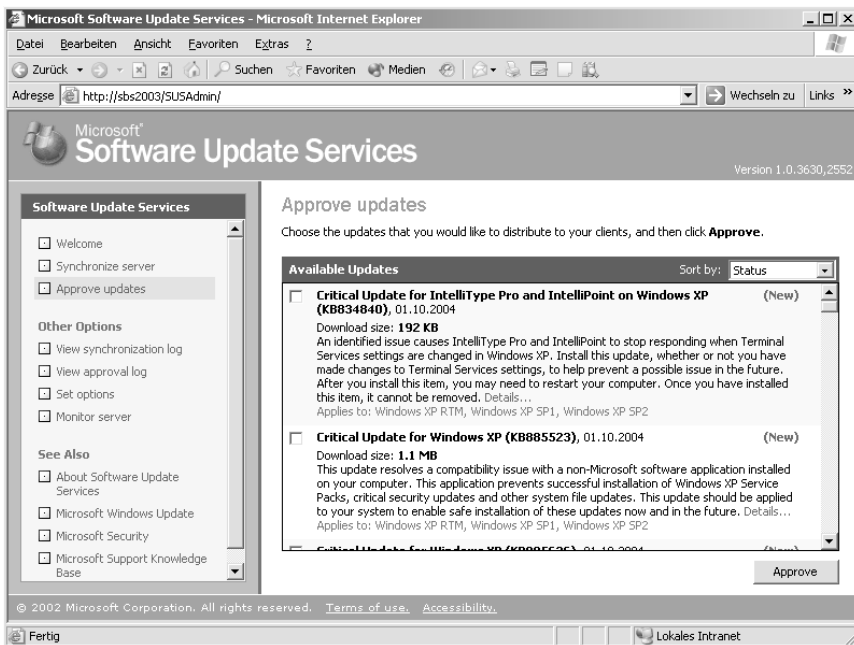 Microsoft Software Update Services - Microsoft Internet Explorer
Datei Bearbeiten Ansicht Favoriten Extras ?
Zurück Suchen Favoriten Medien
Adresse http://sbs2003/SUSAdmin/ Wechseln zu Links »
Microsoft®
Software Update Services
Version 1.0.3630,2552
Software Update Services
Welcome
Synchronize server
Approve updates
Other Options
View synchronization log
View approval log
Set options
Monitor server
See Also
About Software Update
Services
Microsoft Windows Update
Microsoft Security
Microsoft Support Knowledge
Base
Approve updates
Choose the updates that you would like to distribute to your clients, and then click Approve.
Available Updates Sort by: Status
Critical Update for IntelliType Pro and IntelliPoint on Windows XP (New)
(KB834840), 01.10.2004
Download size: 192 KB
An identified issue causes IntelliType Pro and IntelliPoint to stop responding when Terminal
Services settings are changed in Windows XP. Install this update, whether or not you have
made changes to Terminal Services settings, to help prevent a possible issue in the future.
After you install this item, you may need to restart your computer. Once you have installed
this item, it cannot be removed. Details...
Applies to: Windows XP RTM, Windows XP SP1, Windows XP SP2
Critical Update for Windows XP (KB885523), 01.10.2004 (New)
Download size: 1.1 MB
This update resolves a compatibility issue with a non-Microsoft software application installed
on your computer. This application prevents successful installation of Windows XP Service
Packs, critical security updates and other system file updates. This update should be applied
to your system to enable safe installation of these updates now and in the future. Details...
Applies to: Windows XP RTM, Windows XP SP1, Windows XP SP2
Critical Update for Windows XP 01.10.2004 (New)
Approve
© 2002 Microsoft Corporation. All rights reserved. Terms of use. Accessibility.
Fertig Lokales Intranet